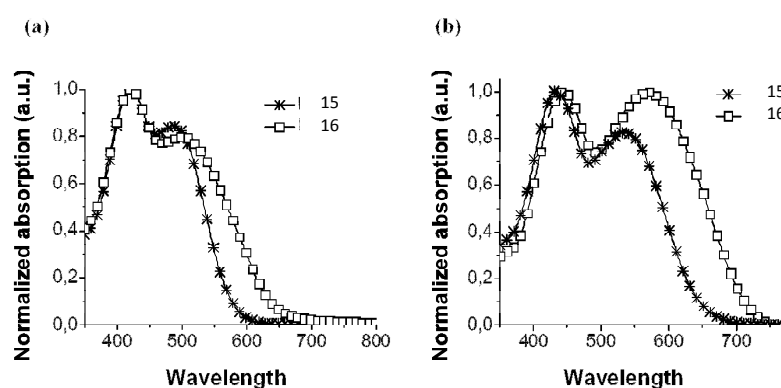 (a)
Normalized absorption (a.u.)
1,0
0,8
0,6
0,4
0,2
0,0
15
16
400 500 600 700 800
Wavelength
(b)
Normalized absorption (a.u.)
1,0
0,8
0,6
0,4
0,2
0,0
15
16
400 500 600 700
Wavelength